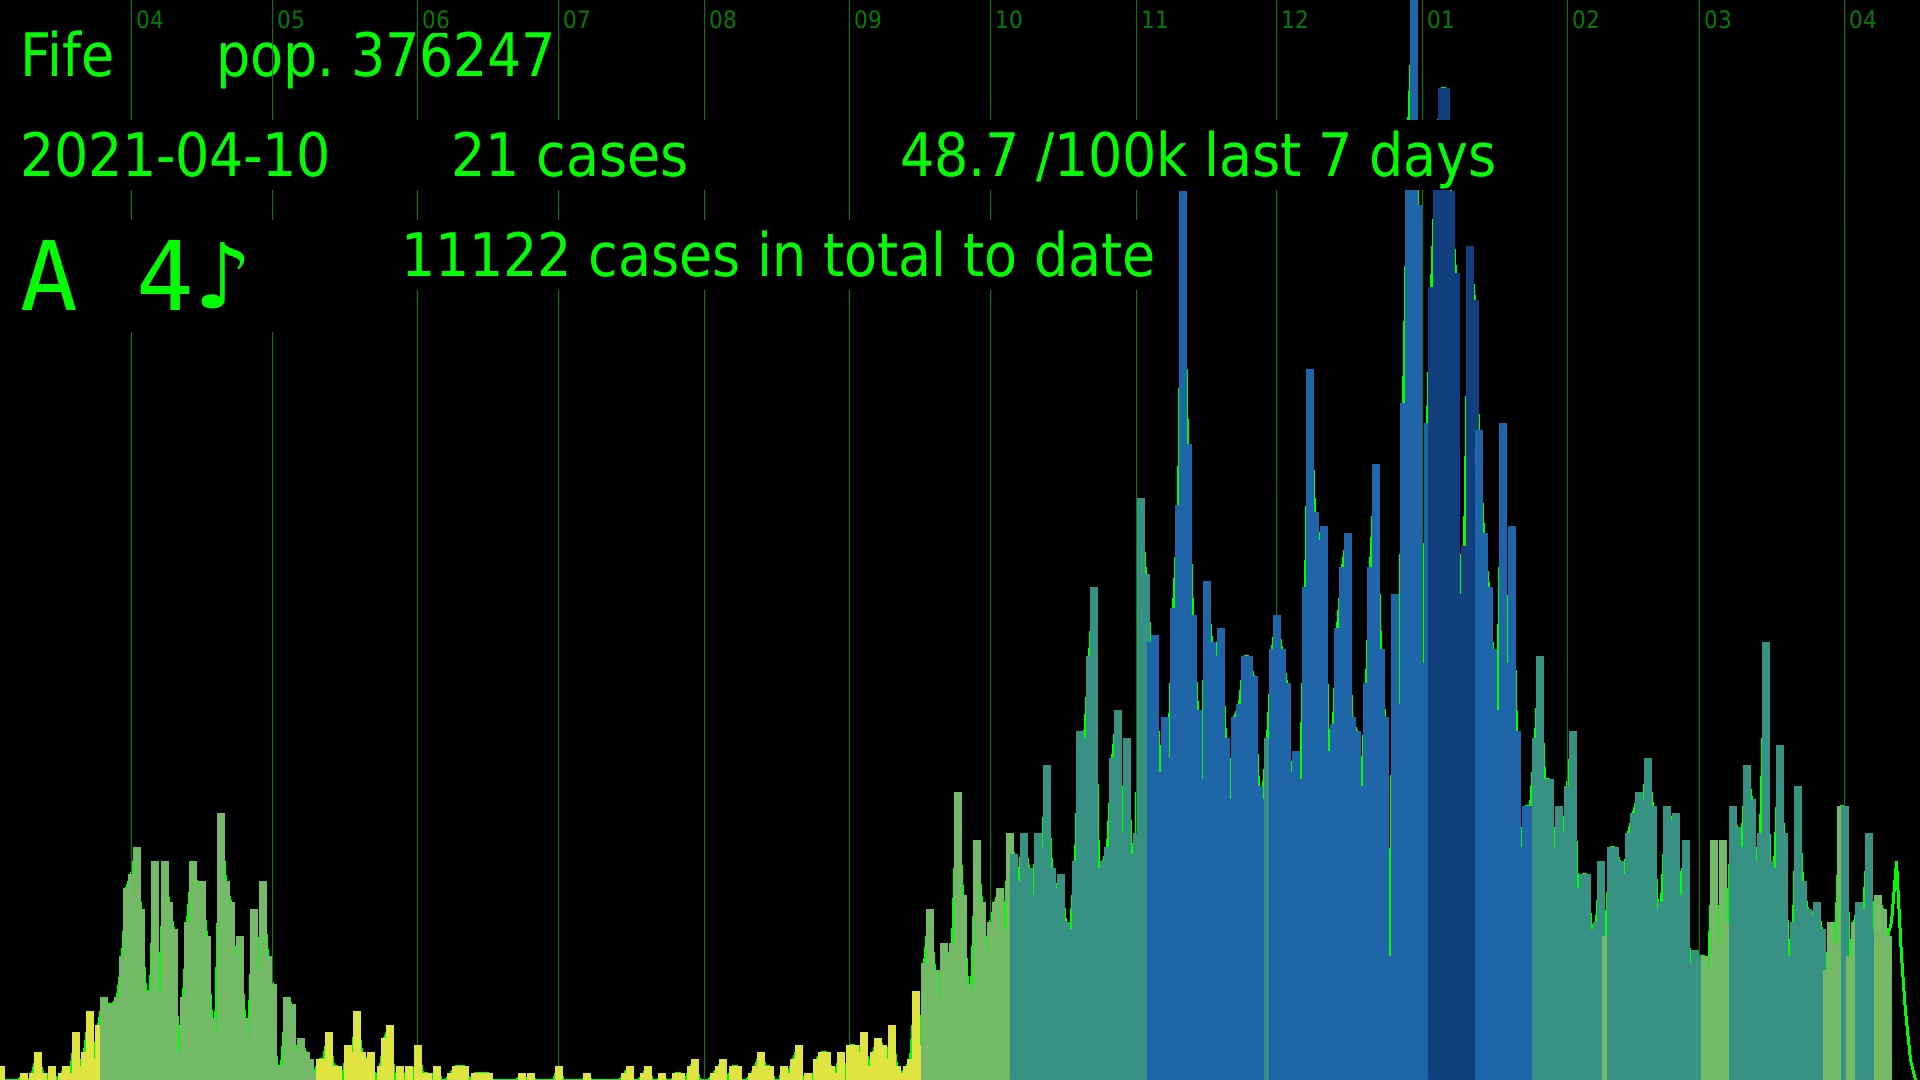 04 05 06 07 08 09 10 11 12 01 02 03 04
Fife pop. 376247
2021-04-10 21 cases 48.7 /100k last 7 days
A 4♪ 11122 cases in total to date